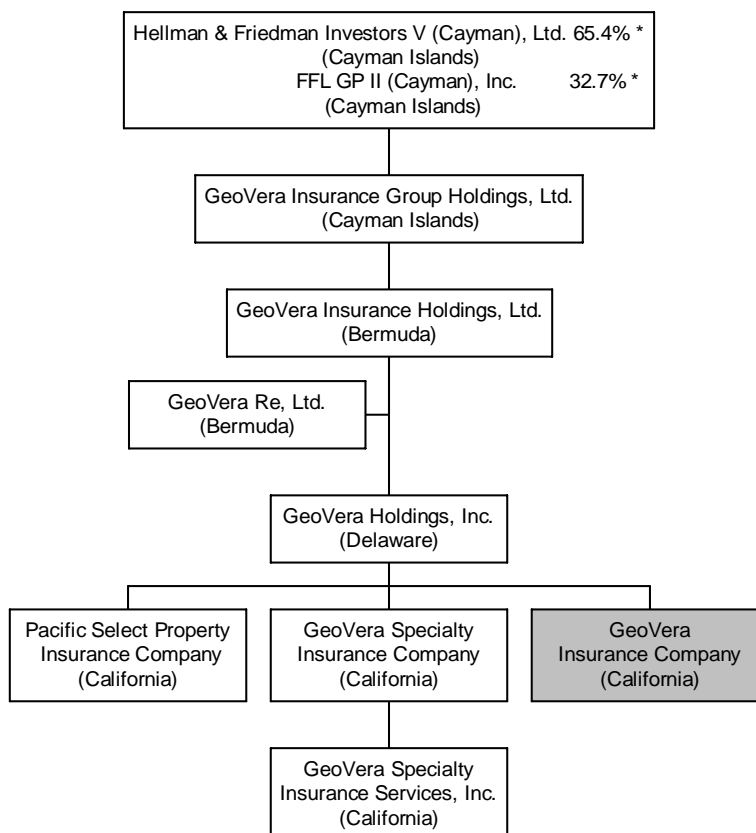 Hellman & Friedman Investors V (Cayman), Ltd. 65.4% *
(Cayman Islands)
FFL GP II (Cayman), Inc. 32.7% *
(Cayman Islands)
GeoVera Insurance Group Holdings, Ltd.
(Cayman Islands)
GeoVera Insurance Holdings, Ltd.
(Bermuda)
GeoVera Re, Ltd.
(Bermuda)
GeoVera Holdings, Inc.
(Delaware)
Pacific Select Property
Insurance Company
(California)
GeoVera Specialty
Insurance Company
(California)
GeoVera
Insurance Company
(California)
GeoVera Specialty
Insurance Services, Inc.
(California)